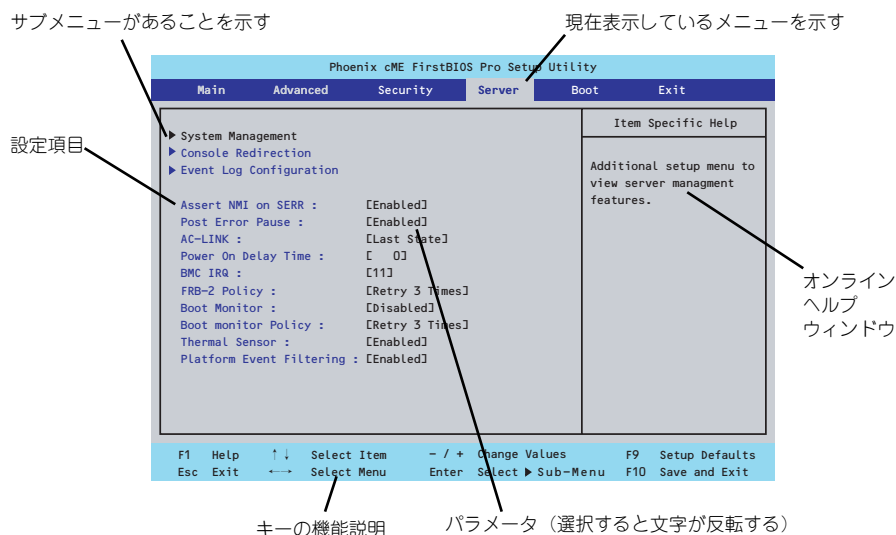 サブメニューがあることを示す
現在表示しているメニューを示す
Phoenix cME FirstBIOS Pro Setup Utility
Main Advanced Security Server Boot Exit
設定項目
System Management
Console Redirection
Event Log Configuration
Assert NMI on SERR : [Enabled]
Post Error Pause : [Enabled]
AC-LINK : [Last State]
Power On Delay Time : [ 0]
BMC IRQ : [11]
FRB-2 Policy : [Retry 3 Times]
Boot Monitor : [Disabled]
Boot monitor Policy : [Retry 3 Times]
Thermal Sensor : [Enabled]
Platform Event Filtering : [Enabled]
Item Specific Help
Additional setup menu to
view server managment
features.
オンライン
ヘルプ
ウィンドウ
F1 Help ↑↓ Select Item - / + Change Values F9 Setup Defaults
Esc Exit ←→ Select Menu Enter Select ▶ Sub-Menu F10 Save and Exit
キーの機能説明
パラメータ（選択すると文字が反転する）